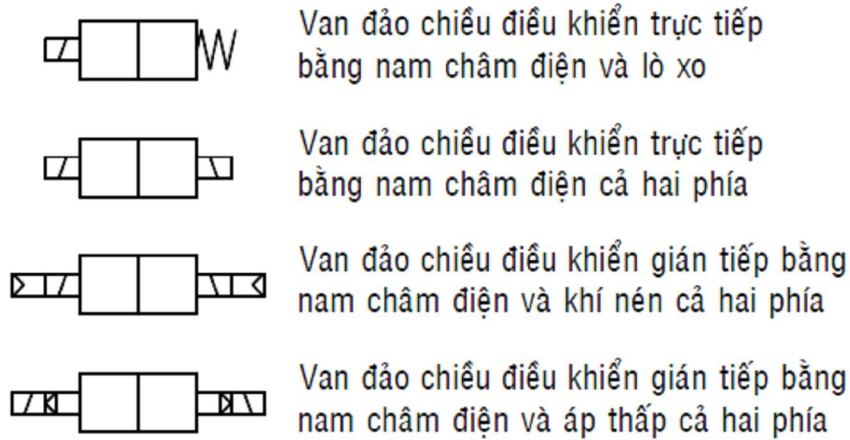 Van đảo chiều điều khiển trực tiếp
bằng nam châm điện và lò xo
Van đảo chiều điều khiển trực tiếp
bằng nam châm điện cả hai phía
Van đảo chiều điều khiển gián tiếp bằng
nam châm điện và khí nén cả hai phía
Van đảo chiều điều khiển gián tiếp bằng
nam châm điện và áp thấp cả hai phía